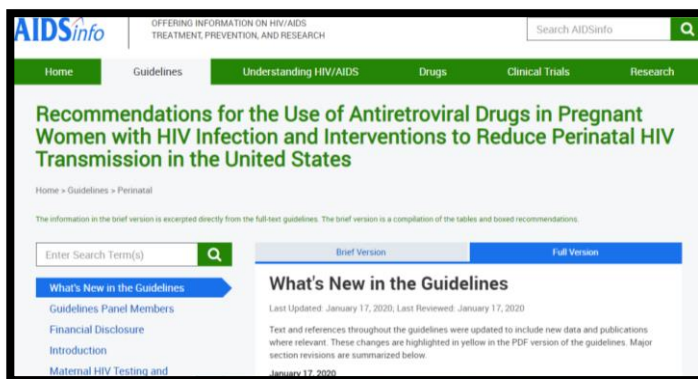 AIDSinfo
OFFERING INFORMATION ON HIV/AIDS
TREATMENT, PREVENTION, AND RESEARCH
Search AIDSinfo
Home Guidelines Understanding HIV/AIDS Drugs Clinical Trials Research
Recommendations for the Use of Antiretroviral Drugs in Pregnant
Women with HIV Infection and Interventions to Reduce Perinatal HIV
Transmission in the United States
Home » Guidelines » Perinatal
The information in the brief version is excerpted directly from the full-text guidelines. The brief version is a compilation of the tables and boxed recommendations.
Enter Search Term(s)
What's New in the Guidelines
Guidelines Panel Members
Financial Disclosure
Introduction
Maternal HIV Testing and
Brief Version Full Version
What's New in the Guidelines
Last Updated: January 17, 2020; Last Reviewed: January 17, 2020
Text and references throughout the guidelines were updated to include new data and publications
where relevant. These changes are highlighted in yellow in the PDF version of the guidelines. Major
section revisions are summarized below.
January 17, 2020